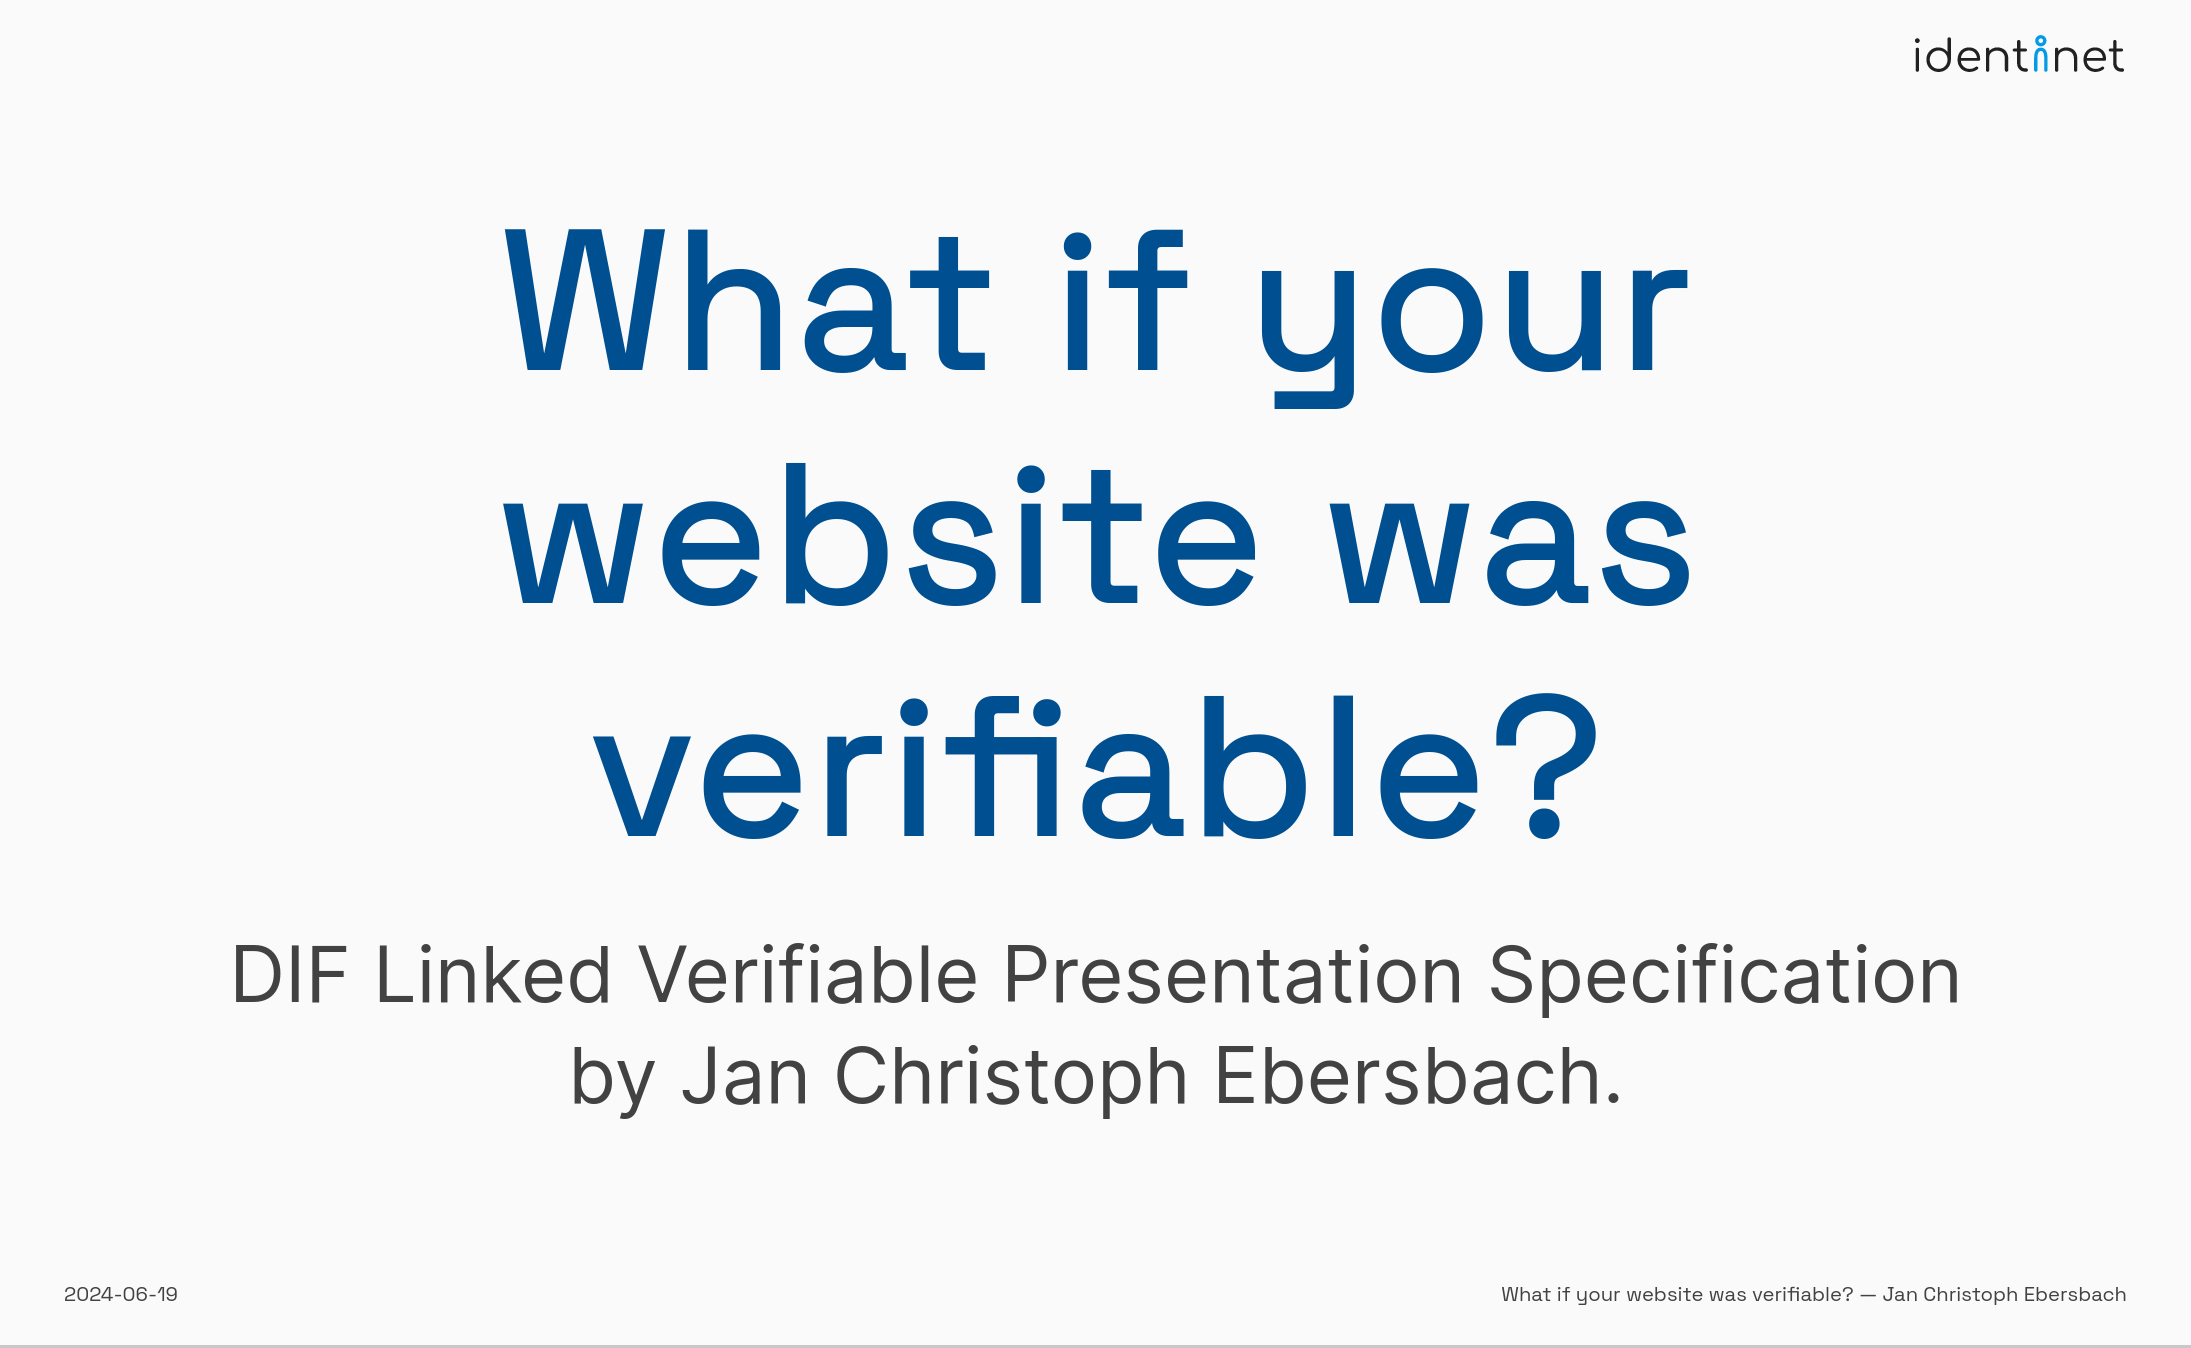 identinet
What if your
website was
verifiable?
DIF Linked Verifiable Presentation Specification
by Jan Christoph Ebersbach.
2024-06-19
What if your website was verifiable? — Jan Christoph Ebersbach